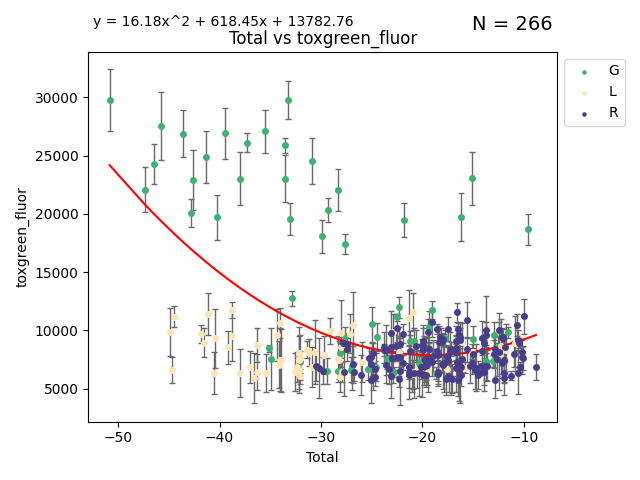 y = 16.18x^2 + 618.45x + 13782.76
N = 266
Total vs toxgreen_fluor
G
L
R
30000
25000
20000
15000
10000
5000
toxgreen_fluor
−50
−40
−30
−20
−10
Total